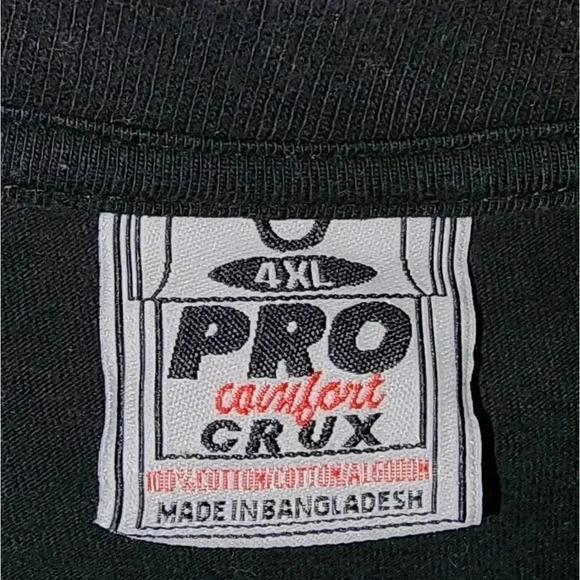 4XL
PRO
comfort
CRUX
100%COTTON/COTTON/ALGODON
MADE IN BANGLADESH